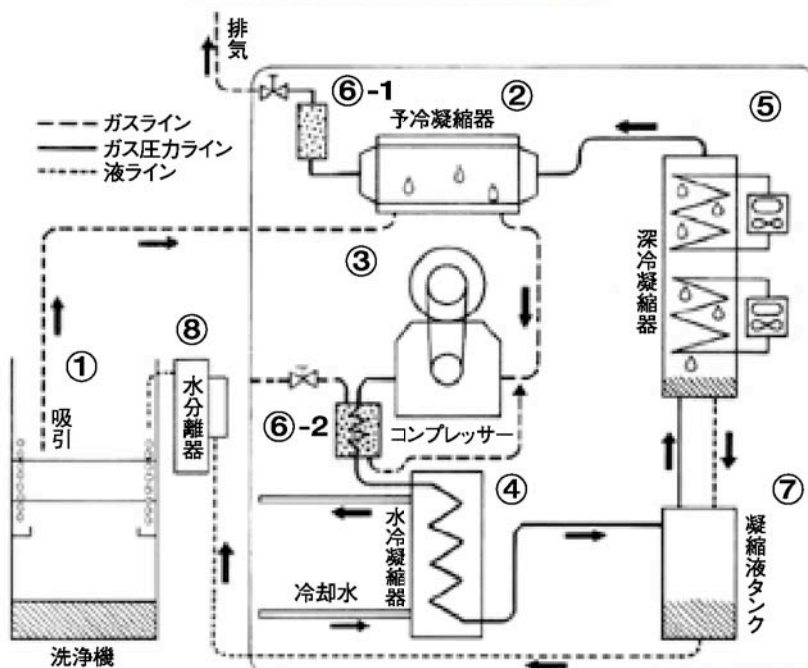 排気
⑥-1
②
予冷凝縮器
⑤
ガスライン
ガス圧力ライン
液ライン
③
深冷凝縮器
⑧
①
吸引
水分離器
⑥-2
コンプレッサー
④
水冷凝縮器
⑦
凝縮液タンク
冷却水
洗浄機